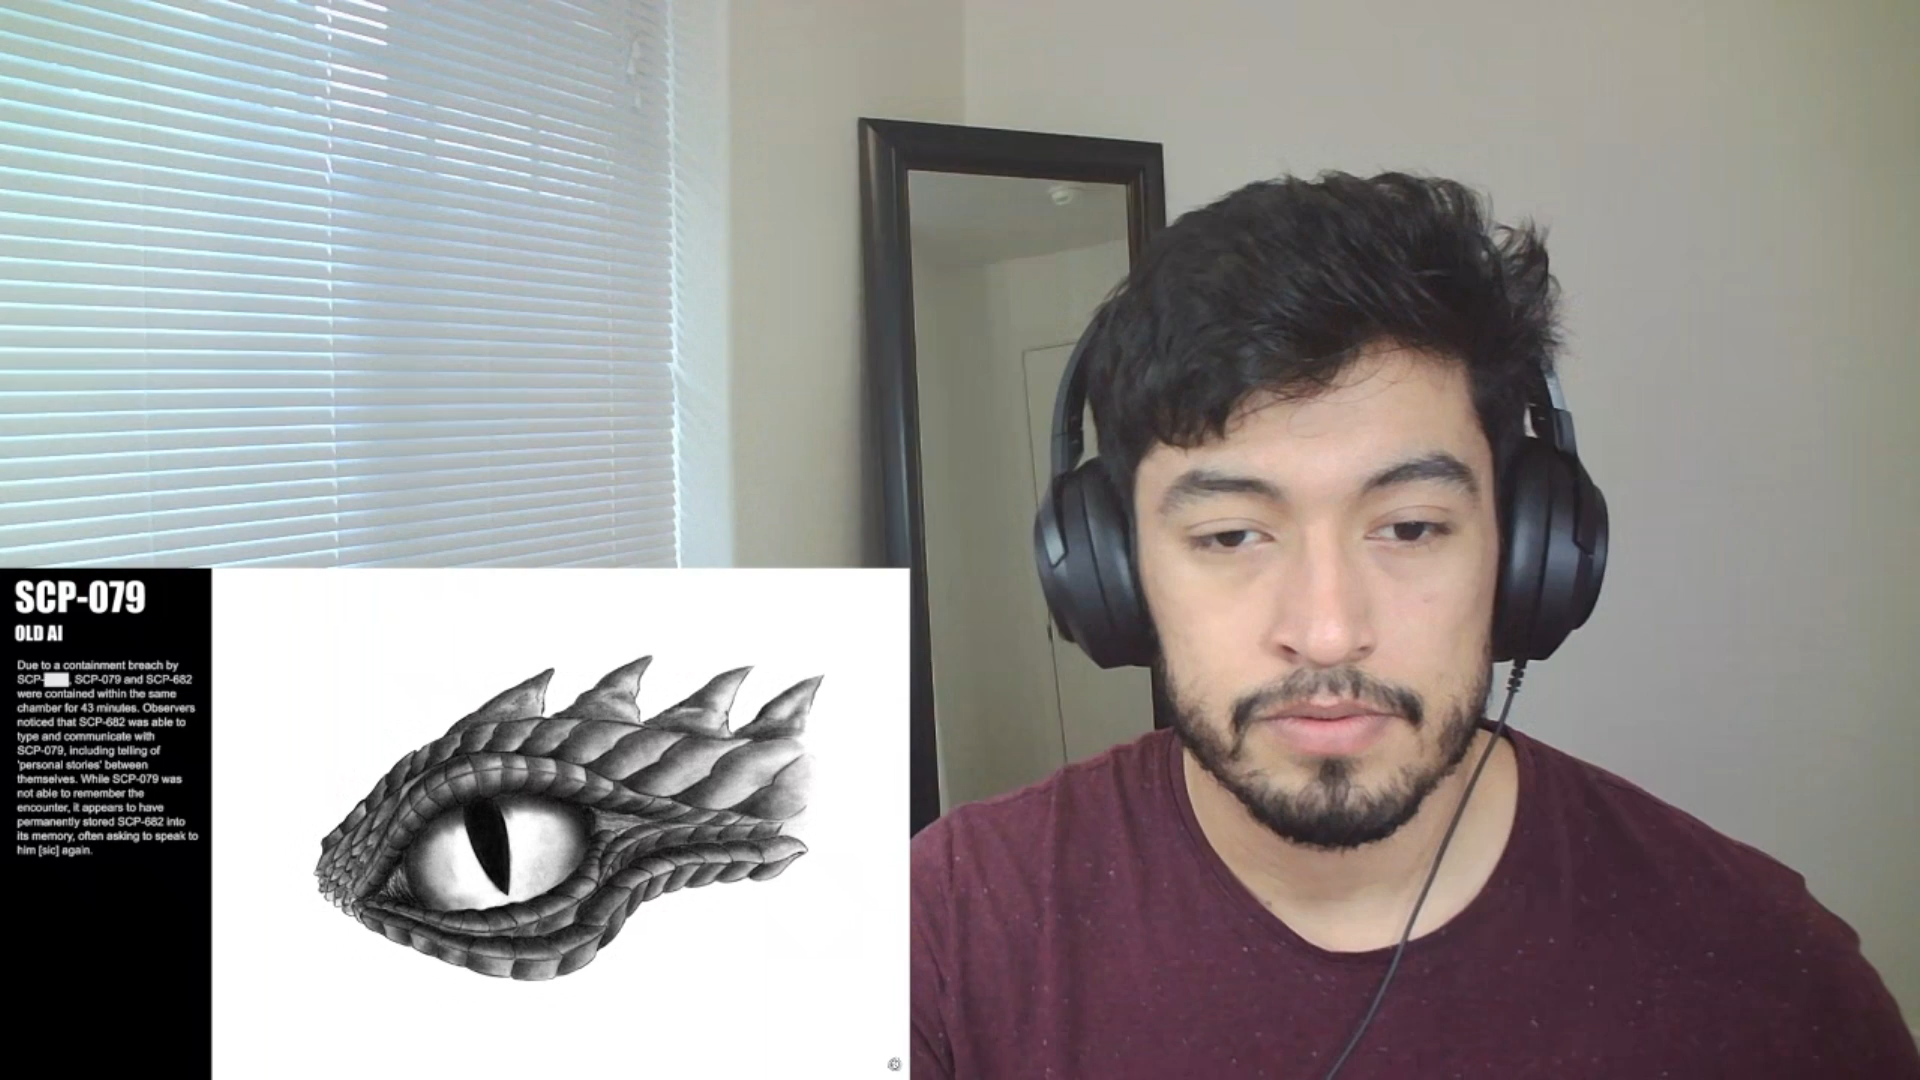 SCP-079
OLD AI
Due to a containment breach by
SCP-, SCP-079 and SCP-682
were contained within the same
chamber for 43 minutes. Observers
noticed that SCP-682 was able to
type and communicate with
SCP-079, including telling of
'personal stories' between
themselves. While SCP-079 was
not able to remember the
encounter, it appears to have
permanently stored SCP-682 into
its memory, often asking to speak to
him [sic] again.